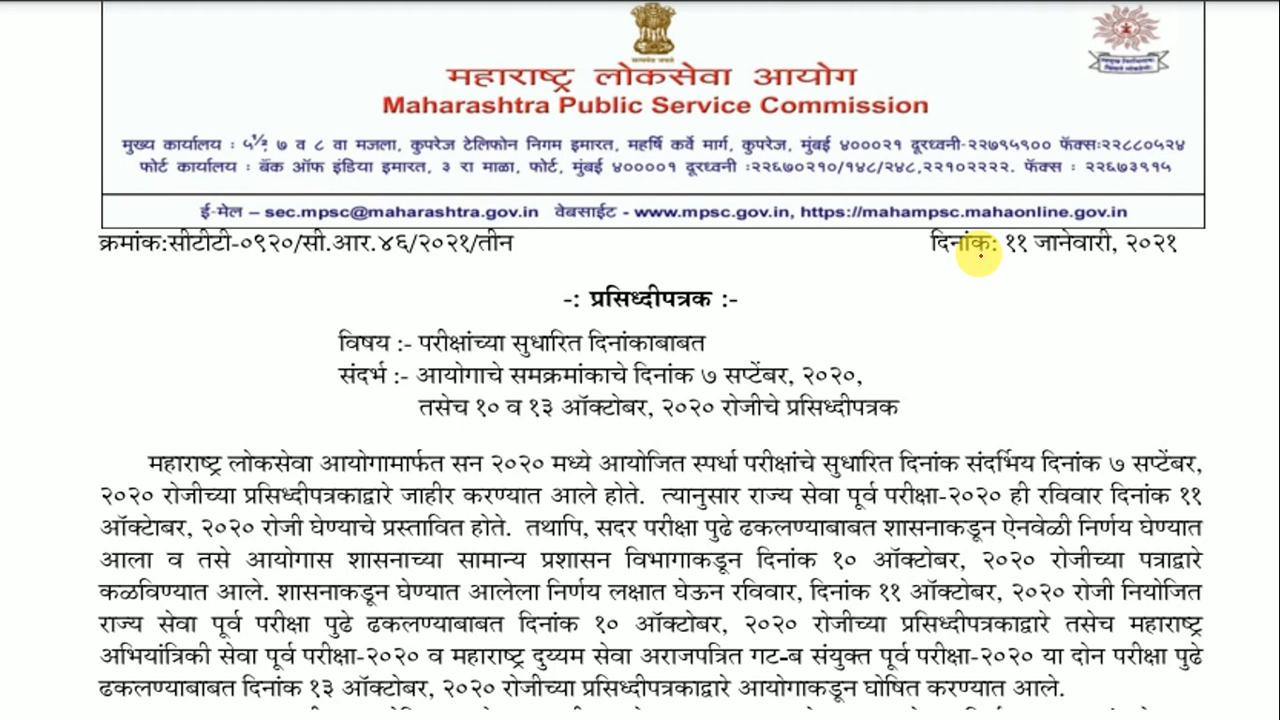 महाराष्ट्र लोकसेवा आयोग
Maharashtra Public Service Commission
मुख्य कार्यालय : ५½, ७ व ८ वा मजला, कुपरेज टेलिफोन निगम इमारत, महर्षि कर्वे मार्ग, कुपरेज, मुंबई ४०००२१ दूरध्वनी-२२७९५९०० फॅक्सः२२८८०५२४
फोर्ट कार्यालय : बॅक ऑफ इंडिया इमारत, ३ रा माळा, फोर्ट, मुंबई ४००००१ दूरध्वनी :२२६७०२१०/१४८/२४८,२२१०२२२२. फॅक्स : २२६७३९१५
ई-मेल – sec.mpsc@maharashtra.gov.in वेबसाईट - www.mpsc.gov.in, https://mahampsc.mahaonline.gov.in
क्रमांक:सीटीटी-०९२०/सी.आर.४६/२०२१/तीन दिनांक: ११ जानेवारी, २०२१
-: प्रसिध्दीपत्रक :-
विषय :- परीक्षांच्या सुधारित दिनांकाबाबत
संदर्भ :- आयोगाचे समक्रमांकाचे दिनांक ७ सप्टेंबर, २०२०,
तसेच १० व १३ ऑक्टोबर, २०२० रोजीचे प्रसिध्दीपत्रक
महाराष्ट्र लोकसेवा आयोगामार्फत सन २०२० मध्ये आयोजित स्पर्धा परीक्षांचे सुधारित दिनांक संदर्भिय दिनांक ७ सप्टेंबर,
२०२० रोजीच्या प्रसिध्दीपत्रकाद्वारे जाहीर करण्यात आले होते. त्यानुसार राज्य सेवा पूर्व परीक्षा-२०२० ही रविवार दिनांक ११
ऑक्टोबर, २०२० रोजी घेण्याचे प्रस्तावित होते. तथापि, सदर परीक्षा पुढे ढकलण्याबाबत शासनाकडून ऐनवेळी निर्णय घेण्यात
आला व तसे आयोगास शासनाच्या सामान्य प्रशासन विभागाकडून दिनांक १० ऑक्टोबर, २०२० रोजीच्या पत्राद्वारे
कळविण्यात आले. शासनाकडून घेण्यात आलेला निर्णय लक्षात घेऊन रविवार, दिनांक ११ ऑक्टोबर, २०२० रोजी नियोजित
राज्य सेवा पूर्व परीक्षा पुढे ढकलण्याबाबत दिनांक १० ऑक्टोबर, २०२० रोजीच्या प्रसिध्दीपत्रकाद्वारे तसेच महाराष्ट्र
अभियांत्रिकी सेवा पूर्व परीक्षा-२०२० व महाराष्ट्र दुय्यम सेवा अराजपत्रित गट-ब संयुक्त पूर्व परीक्षा-२०२० या दोन परीक्षा पुढे
ढकलण्याबाबत दिनांक १३ ऑक्टोबर, २०२० रोजीच्या प्रसिध्दीपत्रकाद्वारे आयोगाकडून घोषित करण्यात आले.